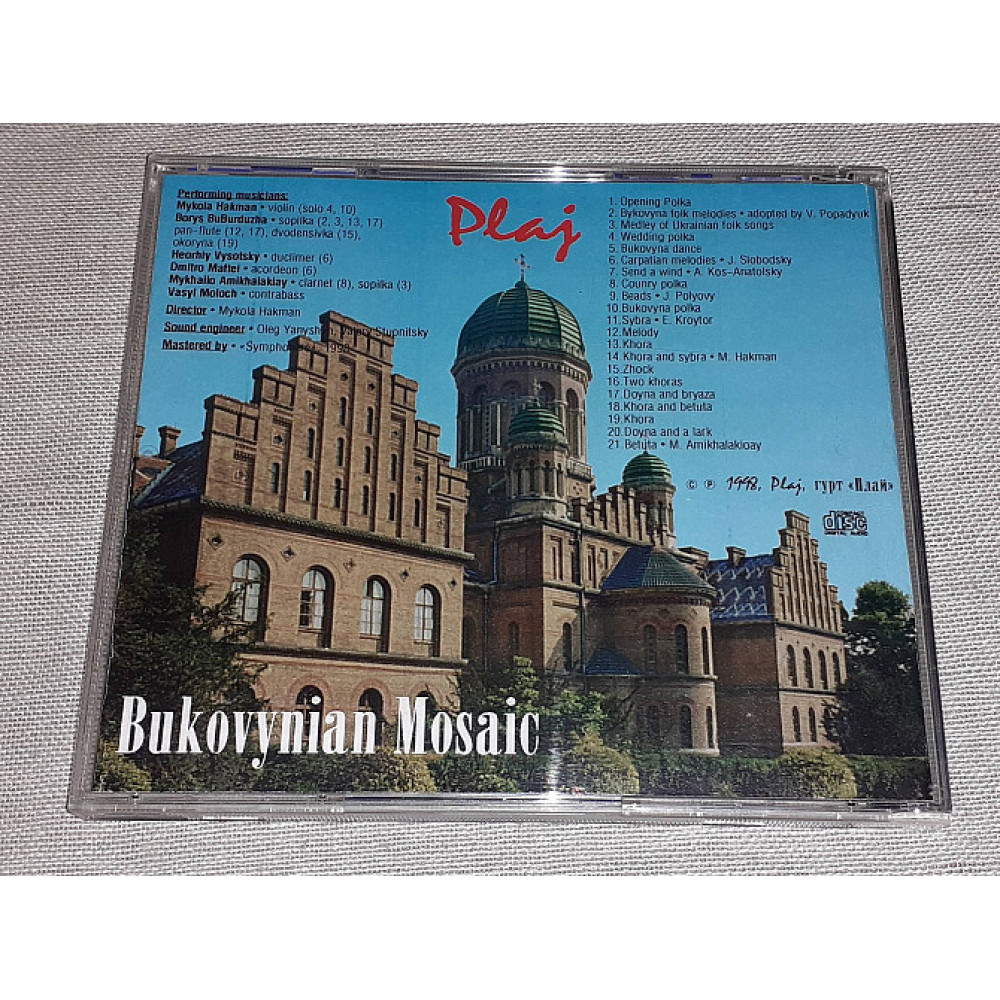 Performing musicians:
Mykola Hakman • violin (solo 4, 10)
Borys BuBurduzha • sopilka (2, 3, 13, 17)
pan-flute (12, 17), dvodensivka (15),
okoryna (19)
Heorhiy Vysotsky • duclimer (6)
Dmitro Mattei • acordeon (6)
Mykhailo Amikhalakiay • clarnet (8), sopilka (3)
Vasyl Moloch • contrabass
Director • Mykola Hakman
Sound engineer • Oleg Yanyshyn, Valery Stupnitsky
Mastered by • 1998
Plaj
1. Opening Polka
2. Bykovyna folk melodies • adopted by V. Popadyuk
3. Medley of Ukrainian folk songs
4. Wedding polka
5. Bukovyna dance
6. Carpatian melodies • J. Slobodsky
7. Send a wind • A. Kos-Anatolsky
8. Counry polka
9. Beads • J. Polyovy
10. Bukovyna polka
11. Sybra • E. Kroytor
12. Melody
13. Khora
14 Khora and sybra • M. Hakman
15. Zhock
16. Two khoras
17. Doyna and bryaza
18. Khora and betuta
19. Khora
20. Doyna and a lark
21. Betuta • M. Amikhalakioay
© ℗ 1998, Plaj, гурт «Плай»
COMPACT
disc
DIGITAL AUDIO
Bukovynian Mosaic